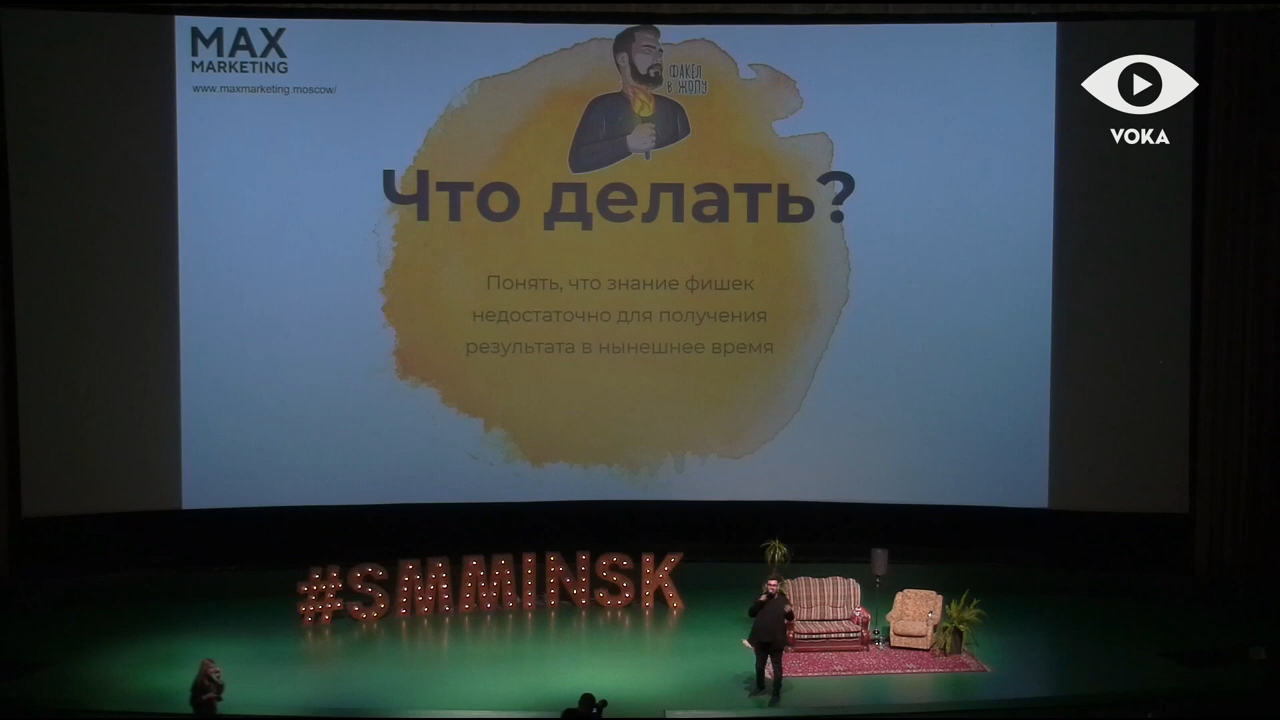 MAX
MARKETING
www.maxmarketing.moscow/
ФАКЕЛ
В ЖОПУ
VOKA
Что делать?
Понять, что знание фишек
недостаточно для получения
результата в нынешнее время
#SMMINSK